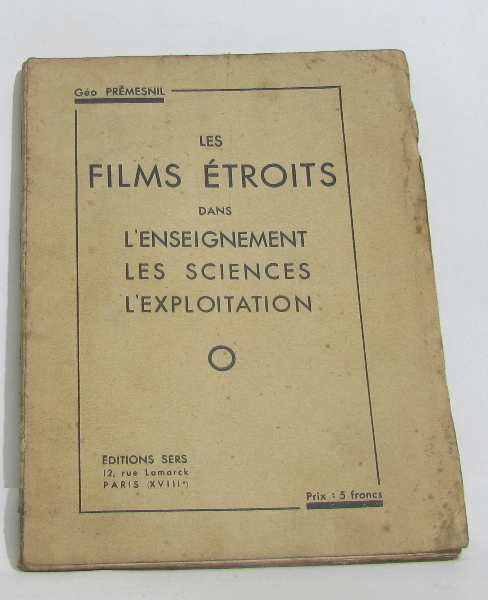 Géo PRÊMESNIL
LES
FILMS ÉTROITS
DANS
L'ENSEIGNEMENT
LES SCIENCES
L'EXPLOITATION
ÉDITIONS SERS
12, rue Lamarck
PARIS (XVIIIᵉ)
Prix : 5 francs